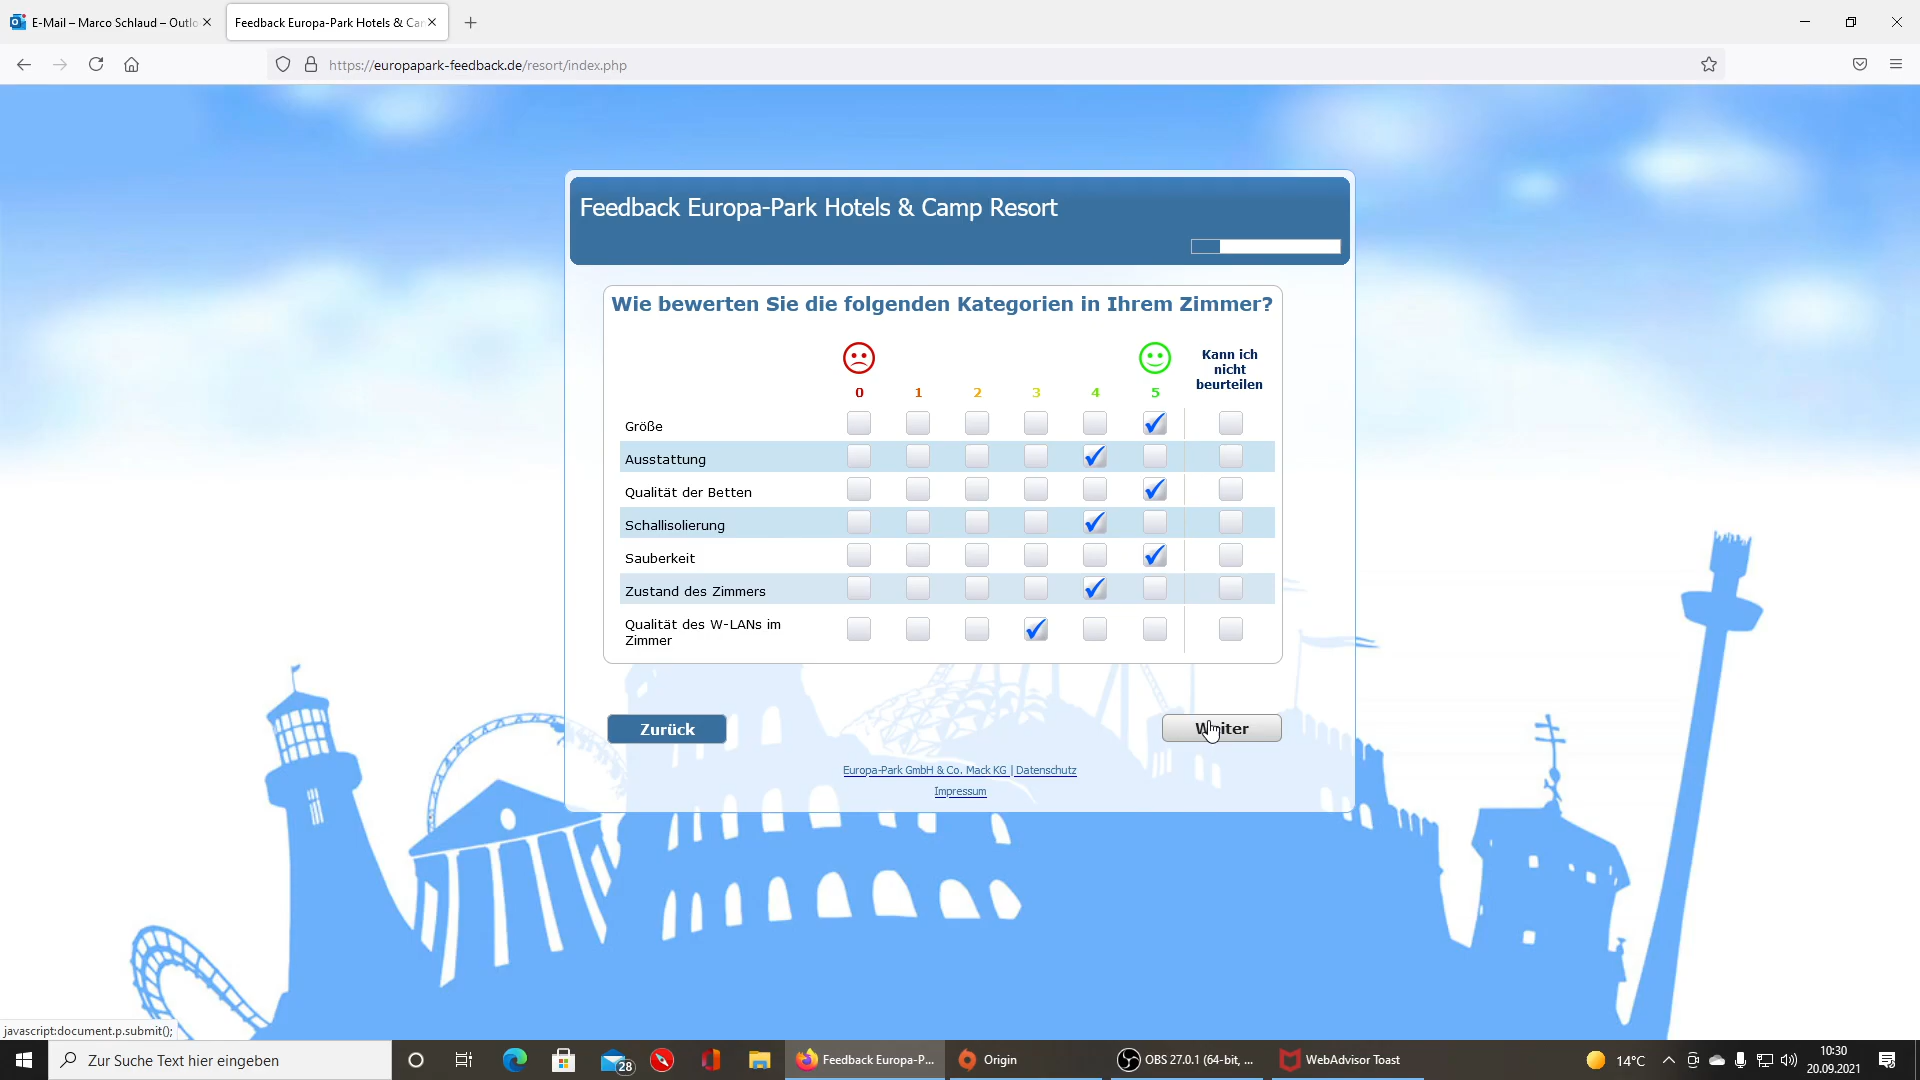 E-Mail – Marco Schlaud – Outlo
Feedback Europa-Park Hotels & Ca
https://europapark-feedback.de/resort/index.php
Feedback Europa-Park Hotels & Camp Resort
Wie bewerten Sie die folgenden Kategorien in Ihrem Zimmer?
Kann ich
nicht
beurteilen
0 1 2 3 4 5
Größe
Ausstattung
Qualität der Betten
Schallisolierung
Sauberkeit
Zustand des Zimmers
Qualität des W-LANs im
Zimmer
Zurück
Weiter
Europa-Park GmbH & Co. Mack KG | Datenschutz
Impressum
javascript:document.p.submit();
Zur Suche Text hier eingeben
28
Feedback Europa-P...
Origin
OBS 27.0.1 (64-bit, ...
WebAdvisor Toast
14°C
10:30
20.09.2021